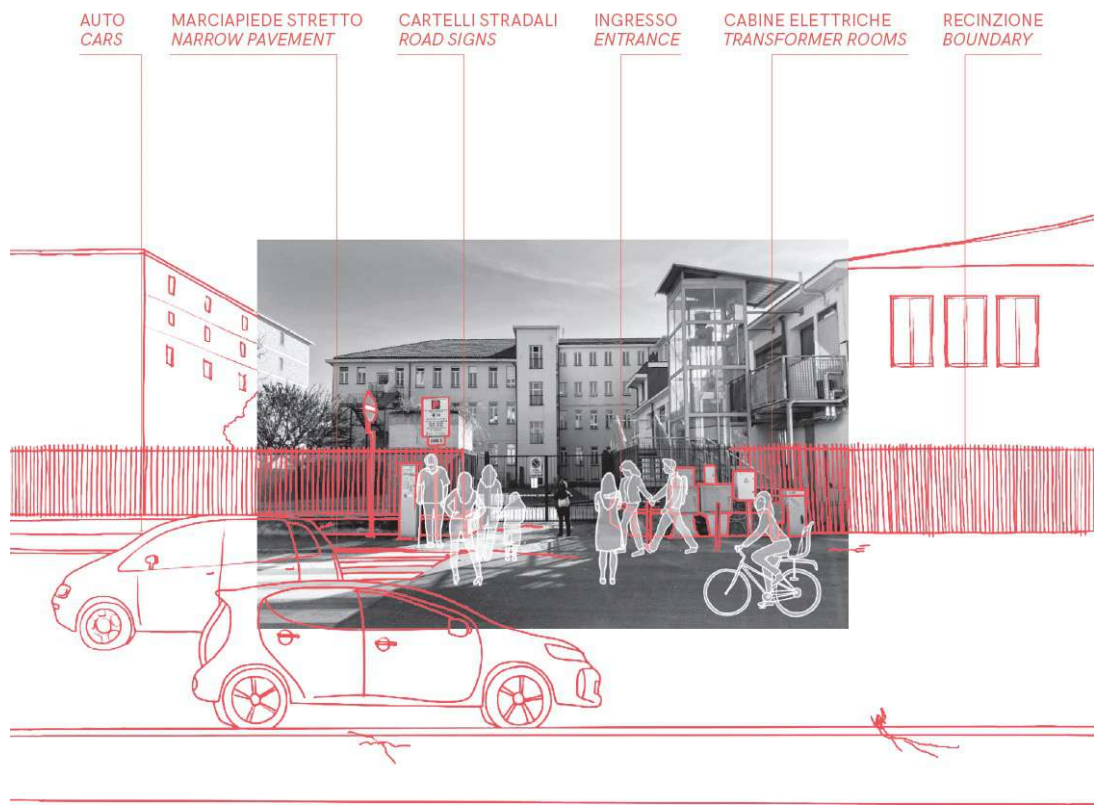 AUTO
CARS
MARCIAPIEDE STRETTO
NARROW PAVEMENT
CARTELLI STRADALI
ROAD SIGNS
INGRESSO
ENTRANCE
CABINE ELETTRICHE
TRANSFORMER ROOMS
RECINZIONE
BOUNDARY